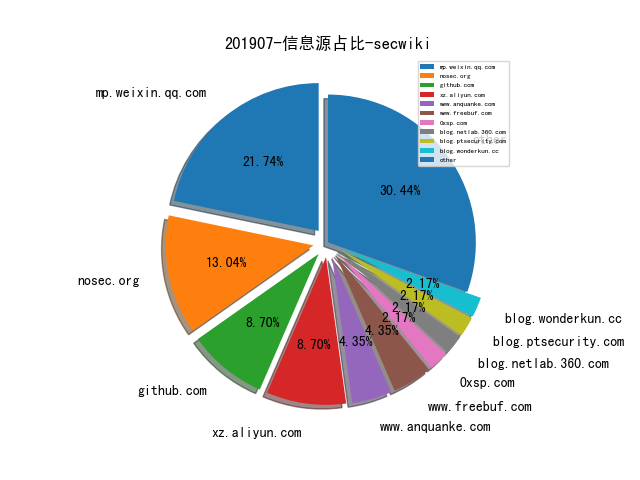 201907-信息源占比-secwiki
mp.weixin.qq.com
nosec.org
github.com
xz.aliyun.com
www.anquanke.com
www.freebuf.com
0xsp.com
blog.netlab.360.com
blog.ptsecurity.com
blog.wonderkun.cc
other
mp.weixin.qq.com
other
21.74%
30.44%
13.04%
nosec.org
2.17%
2.17%
2.17%
2.17%
8.70%
4.35%
4.35%
8.70%
blog.wonderkun.cc
blog.ptsecurity.com
blog.netlab.360.com
0xsp.com
github.com
www.freebuf.com
www.anquanke.com
xz.aliyun.com